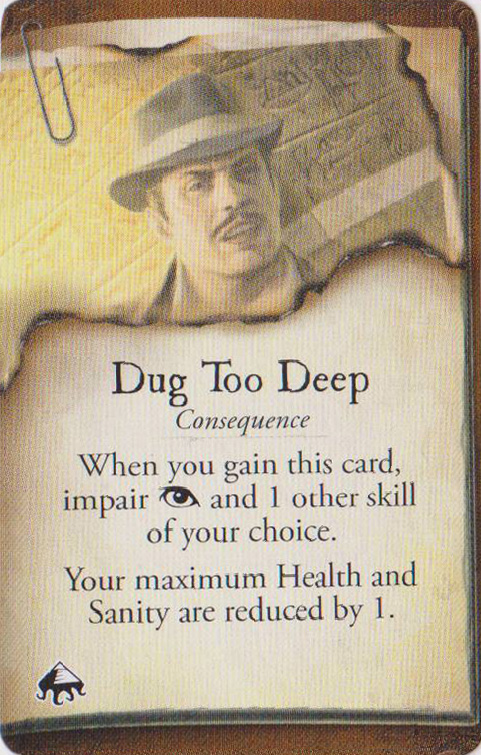 Dug Too Deep
Consequence
When you gain this card,
impair and 1 other skill
of your choice.
Your maximum Health and
Sanity are reduced by 1.